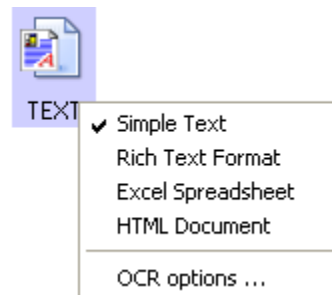 TEXT
Simple Text
Rich Text Format
Excel Spreadsheet
HTML Document
OCR options ...